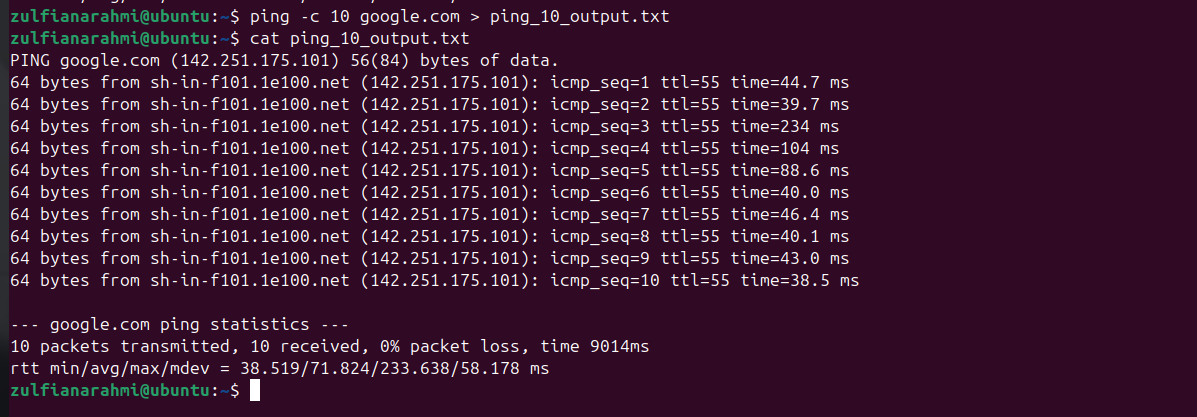 zulfianarahmi@ubuntu:~$ ping -c 10 google.com > ping_10_output.txt
zulfianarahmi@ubuntu:~$ cat ping_10_output.txt
PING google.com (142.251.175.101) 56(84) bytes of data.
64 bytes from sh-in-f101.1e100.net (142.251.175.101): icmp_seq=1 ttl=55 time=44.7 ms
64 bytes from sh-in-f101.1e100.net (142.251.175.101): icmp_seq=2 ttl=55 time=39.7 ms
64 bytes from sh-in-f101.1e100.net (142.251.175.101): icmp_seq=3 ttl=55 time=234 ms
64 bytes from sh-in-f101.1e100.net (142.251.175.101): icmp_seq=4 ttl=55 time=104 ms
64 bytes from sh-in-f101.1e100.net (142.251.175.101): icmp_seq=5 ttl=55 time=88.6 ms
64 bytes from sh-in-f101.1e100.net (142.251.175.101): icmp_seq=6 ttl=55 time=40.0 ms
64 bytes from sh-in-f101.1e100.net (142.251.175.101): icmp_seq=7 ttl=55 time=46.4 ms
64 bytes from sh-in-f101.1e100.net (142.251.175.101): icmp_seq=8 ttl=55 time=40.1 ms
64 bytes from sh-in-f101.1e100.net (142.251.175.101): icmp_seq=9 ttl=55 time=43.0 ms
64 bytes from sh-in-f101.1e100.net (142.251.175.101): icmp_seq=10 ttl=55 time=38.5 ms
--- google.com ping statistics ---
10 packets transmitted, 10 received, 0% packet loss, time 9014ms
rtt min/avg/max/mdev = 38.519/71.824/233.638/58.178 ms
zulfianarahmi@ubuntu:~$